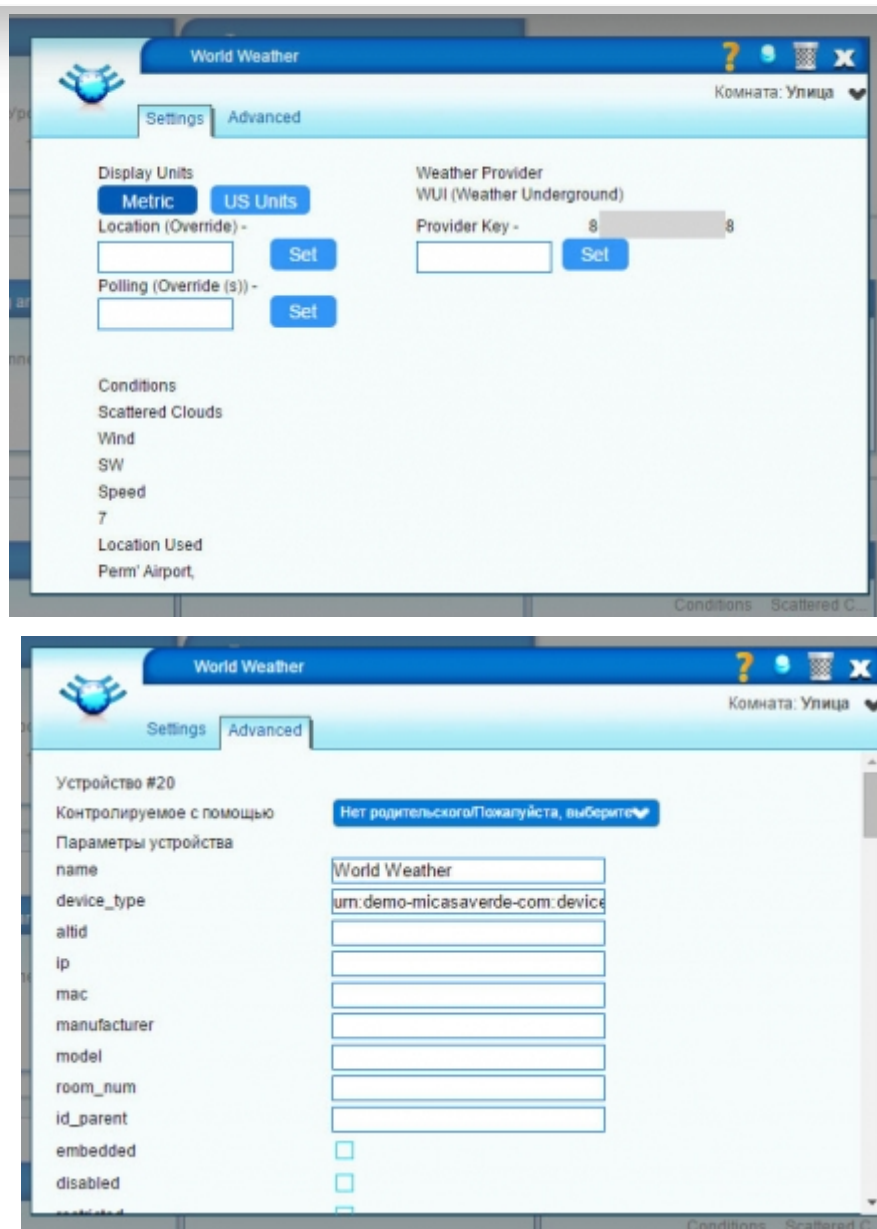 World Weather
Комната: Улица
Settings Advanced
Display Units
Metric US Units
Location (Override) -
Set
Polling (Override (s)) -
Set
Weather Provider
WUI (Weather Underground)
Provider Key - 8 8
Set
Conditions
Scattered Clouds
Wind
SW
Speed
7
Location Used
Perm' Airport,
Conditions Scattered C...
World Weather
Комната: Улица
Settings Advanced
Устройство #20
Контролируемое с помощью Нет родительского/Пожалуйста, выберите
Параметры устройства
name World Weather
device_type urn:demo-micasaverde-com:device
altid
ip
mac
manufacturer
model
room_num
id_parent
embedded
disabled
Conditions Scattered C